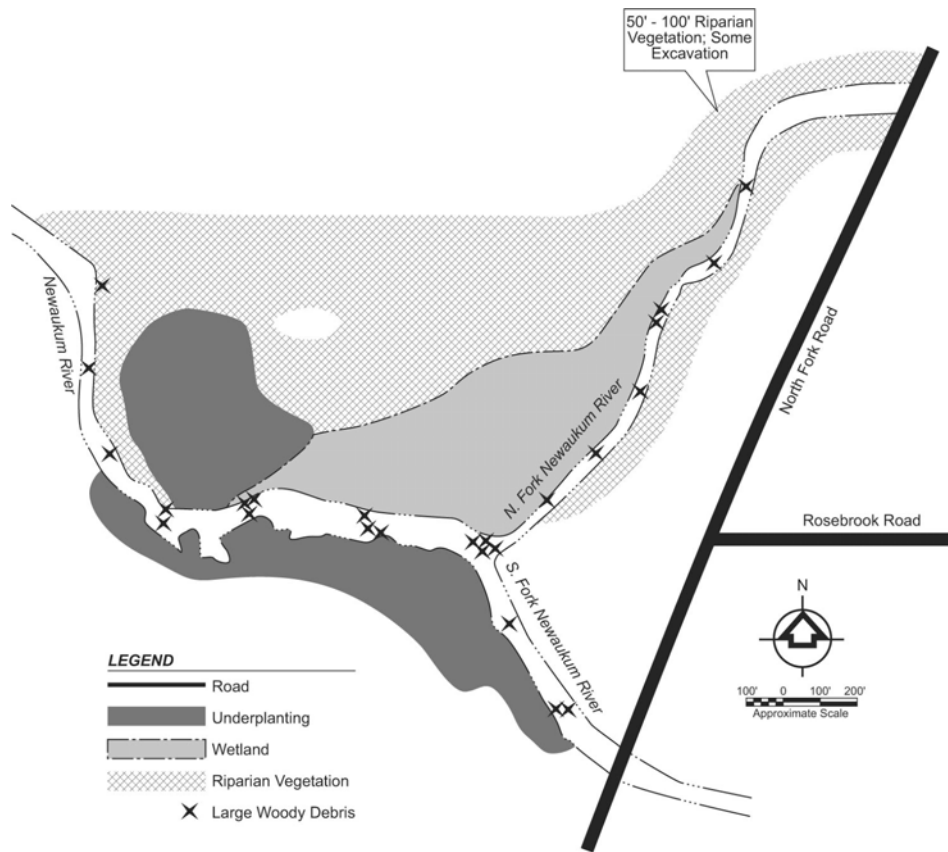 50' - 100' Riparian
Vegetation; Some
Excavation
Newaukum River
North Fork Road
N. Fork Newaukum River
Rosebrook Road
S. Fork Newaukum River
N
LEGEND
Road
Underplanting
Wetland
Riparian Vegetation
Large Woody Debris
100' 0 100' 200'
Approximate Scale